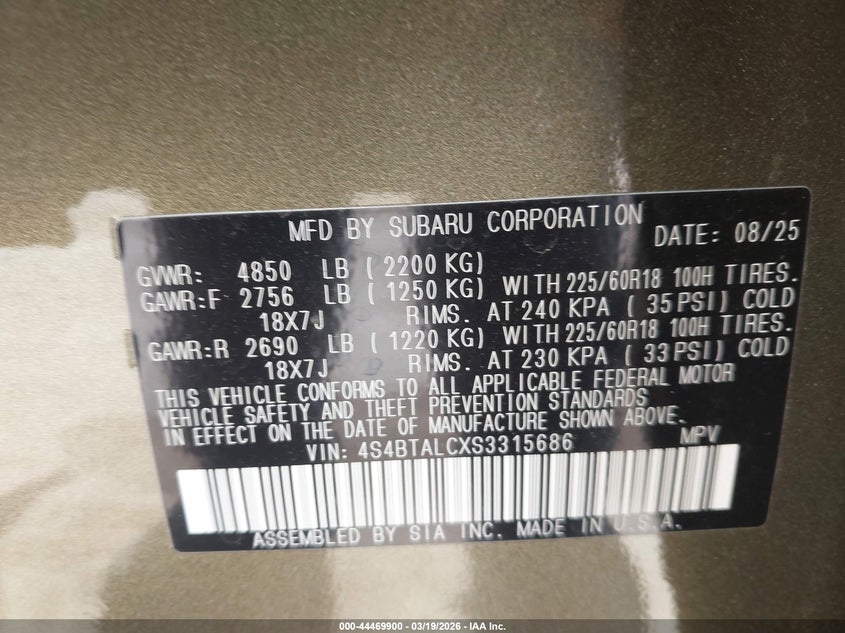 MFD BY SUBARU CORPORATION DATE: 08/25
GVWR: 4850 LB ( 2200 KG)
GAWR:F 2756 LB ( 1250 KG) WITH 225/60R18 100H TIRES.
18X7J RIMS. AT 240 KPA ( 35 PSI) COLD
GAWR:R 2690 LB ( 1220 KG) WITH 225/60R18 100H TIRES.
18X7J RIMS. AT 230 KPA ( 33 PSI) COLD
THIS VEHICLE CONFORMS TO ALL APPLICABLE FEDERAL MOTOR
VEHICLE SAFETY AND THEFT PREVENTION STANDARDS
IN EFFECT ON THE DATE OF MANUFACTURE SHOWN ABOVE.
VIN: 4S4BTALCXS3315686 MPV
ASSEMBLED BY SIA INC. MADE IN U.S.A.
000-44469900 - 03/19/2026 - IAA Inc.